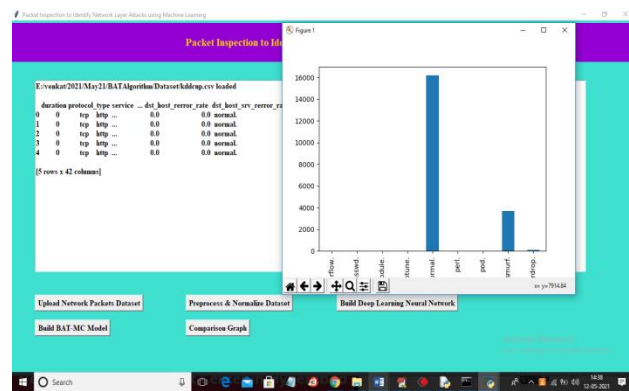 Packet Inspection to Identify Network Layer Attacks using Machine Learning
Packet Inspection to Ide
Figure 1
E:/venkat/2021/May21/BATAlgorithm/Dataset/kddcup.csv loaded
duration protocol_type service ... dst_host_rerror_rate dst_host_srv_rerror_ra
0 0 tcp http ... 0.0 0.0 normal.
1 0 tcp http ... 0.0 0.0 normal.
2 0 tcp http ... 0.0 0.0 normal.
3 0 tcp http ... 0.0 0.0 normal.
4 0 tcp http ... 0.0 0.0 normal.
[5 rows x 42 columns]
16000
14000
12000
10000
8000
6000
4000
2000
0
rflow.
sswd.
odule.
otune.
rmal.
perl.
pod.
smurf.
rdrop.
x= y=7914.84
Upload Network Packets Dataset
Preprocess & Normalize Dataset
Build Deep Learning Neural Network
Build BAT-MC Model
Comparison Graph
Search
14:38
12-05-2021